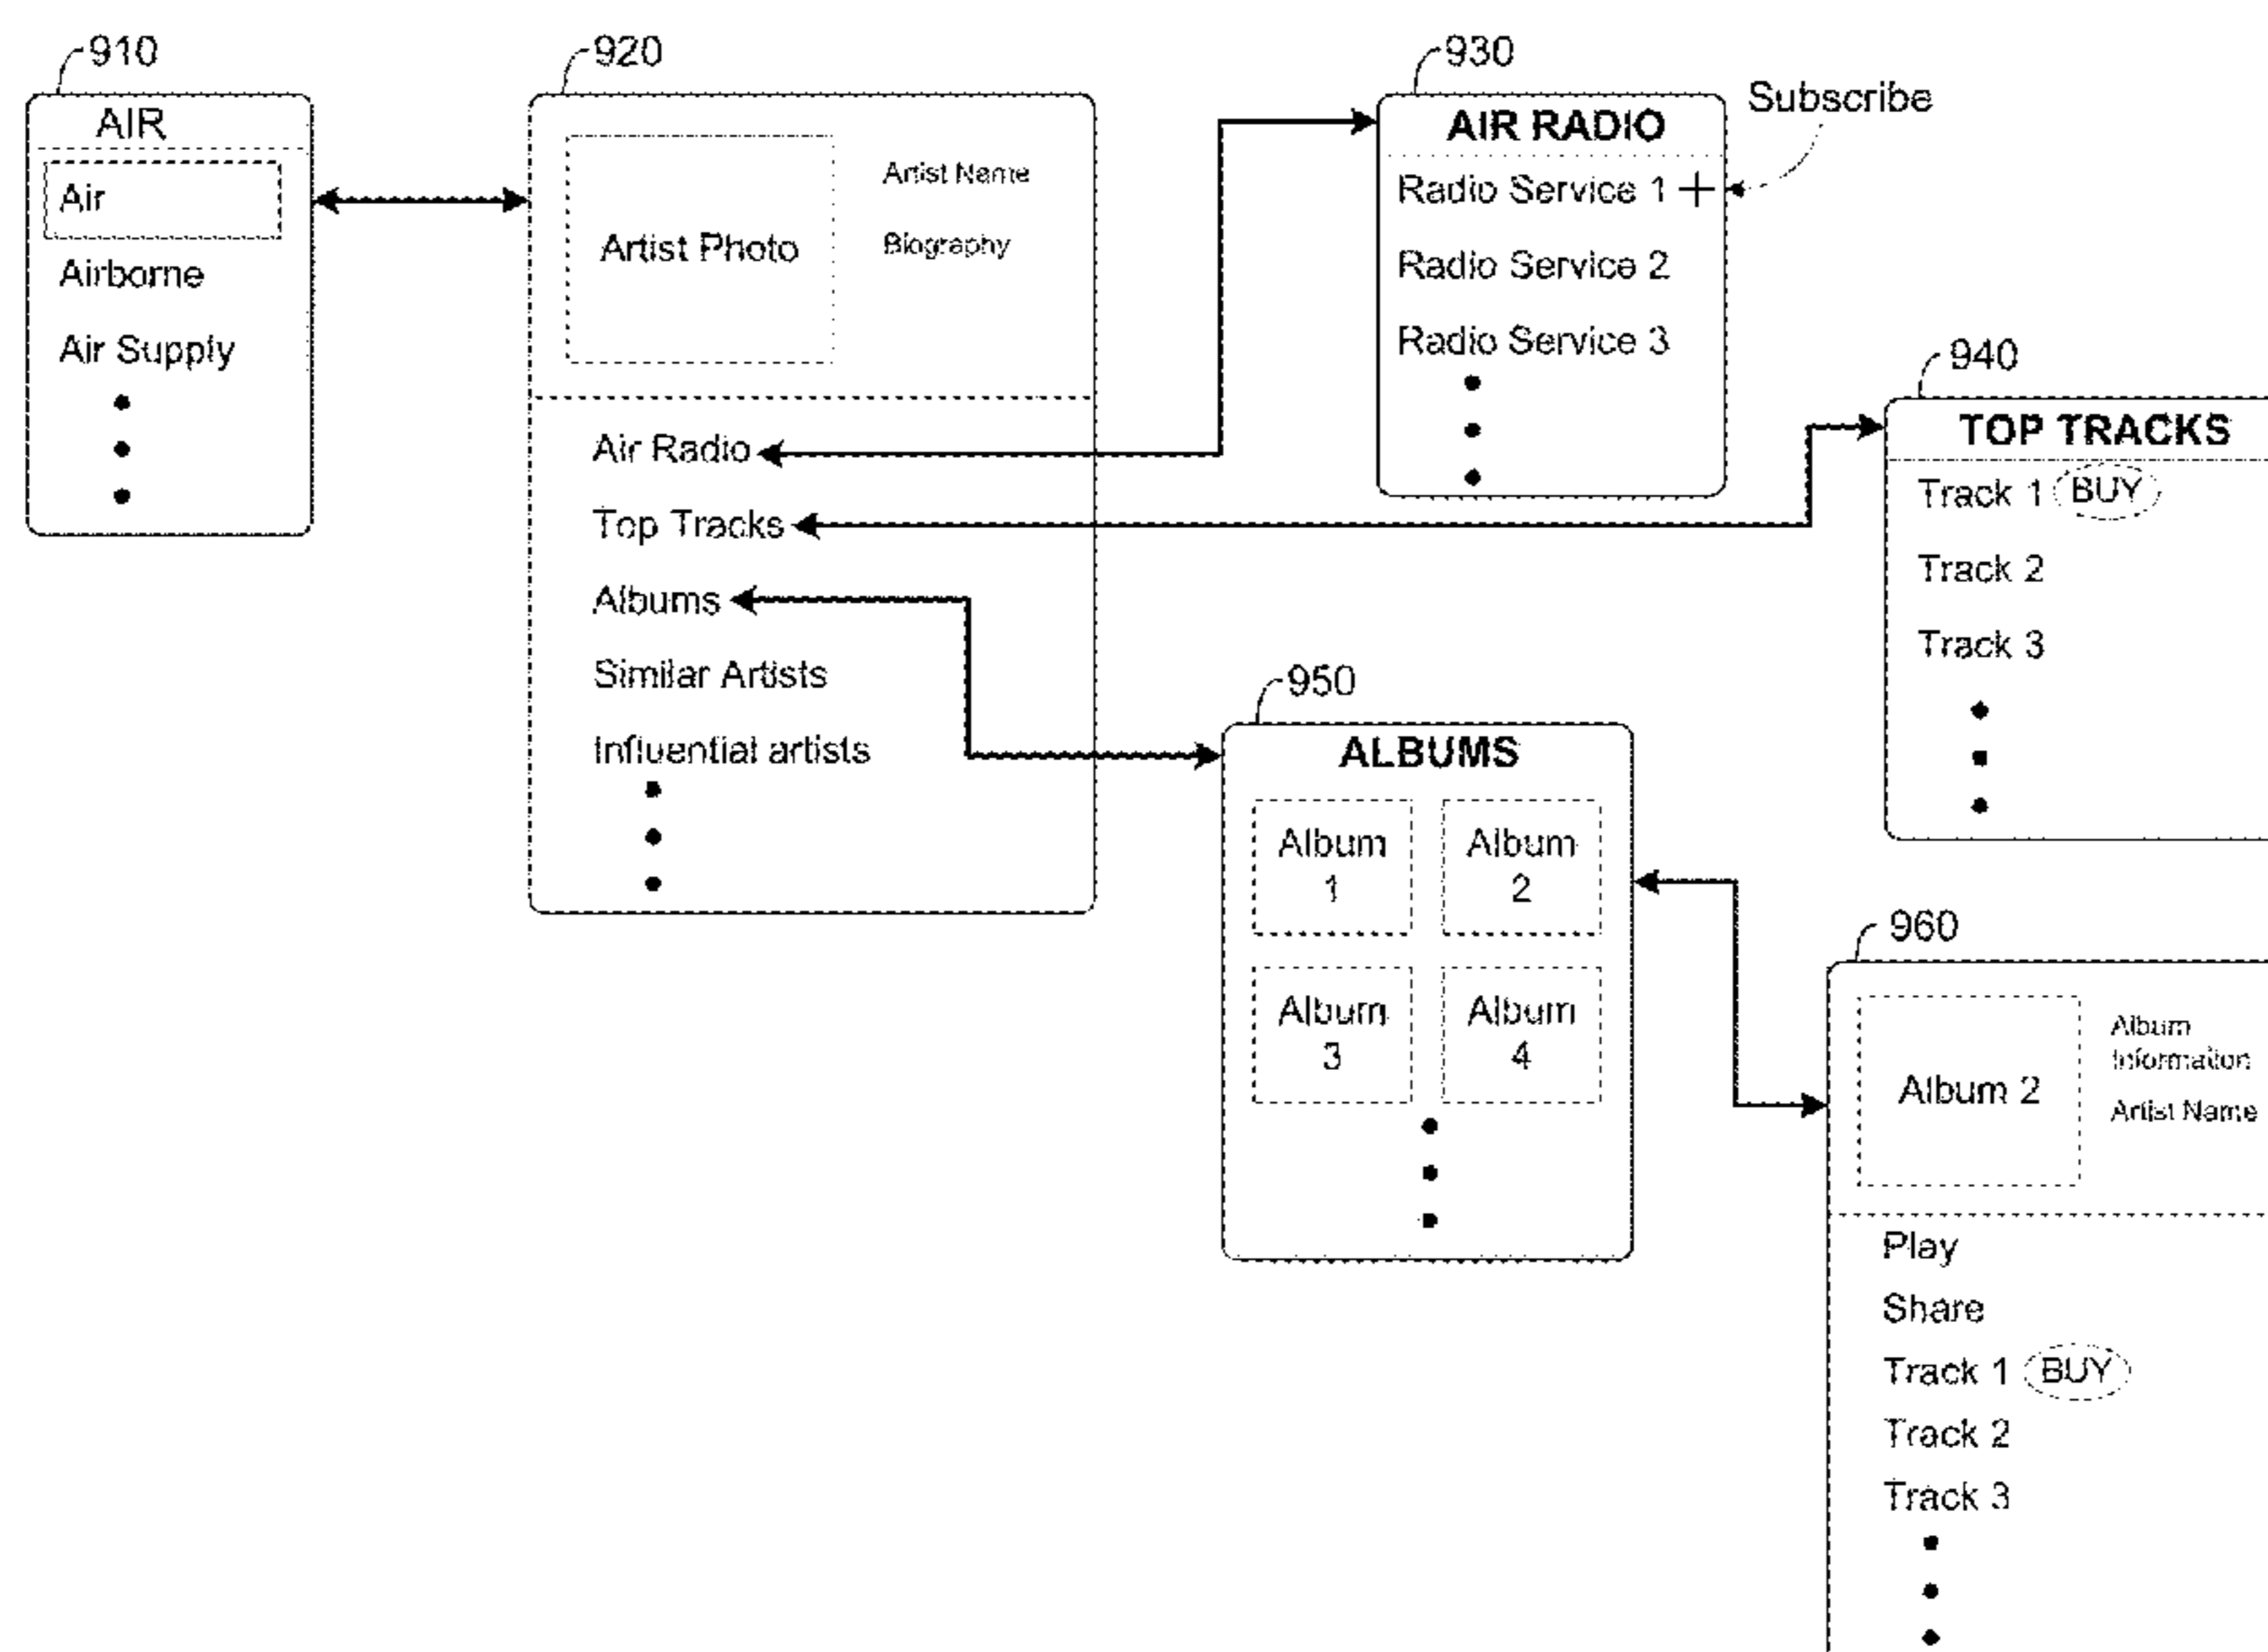 910
AIR
Air
Airborne
Air Supply
920
Artist Photo
Artist Name
Biography
Air Radio
Top Tracks
Albums
Similar Artists
Influential artists
930
AIR RADIO
Radio Service 1 +
Radio Service 2
Radio Service 3
Subscribe
940
TOP TRACKS
Track 1 BUY
Track 2
Track 3
950
ALBUMS
Album
1
Album
2
Album
3
Album
4
960
Album 2
Album
Information
Artist Name
Play
Share
Track 1 BUY
Track 2
Track 3